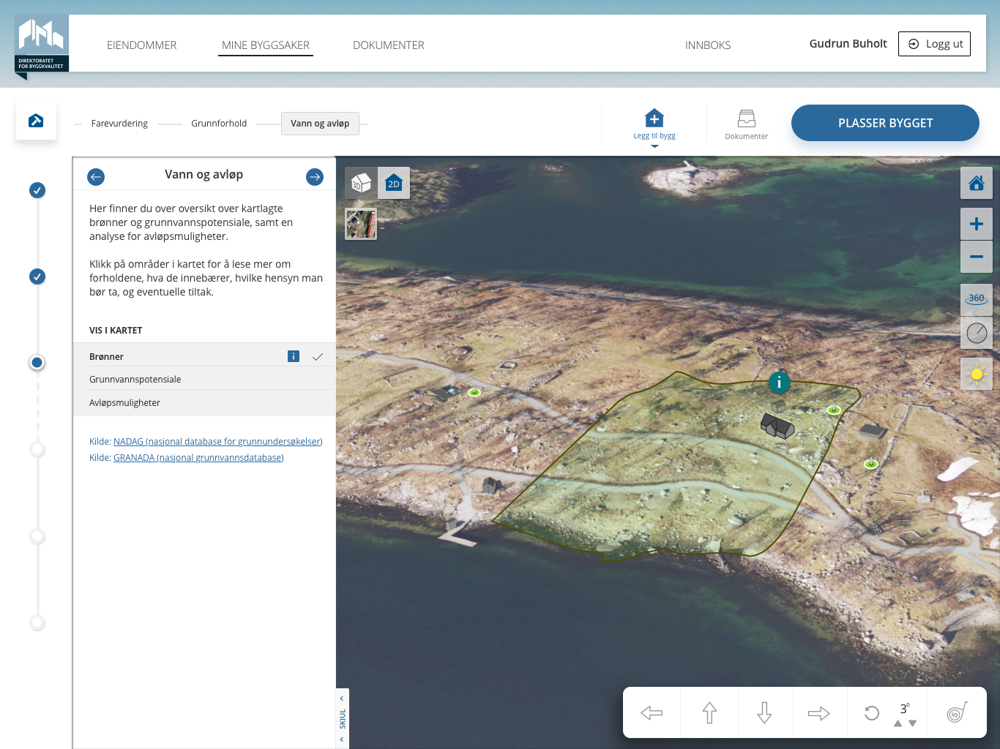 DIREKTORATET
FOR BYGGKVALITET
EIENDOMMER
MINE BYGGSAKER
DOKUMENTER
INNBOKS
Gudrun Buholt
Logg ut
Farevurdering
Grunnforhold
Vann og avløp
Legg til bygg
Dokumenter
PLASSER BYGGET
Vann og avløp
Her finner du over oversikt over kartlagte
brønner og grunnvannspotensiale, samt en
analyse for avløpsmuligheter.
Klikk på områder i kartet for å lese mer om
forholdene, hva de innebærer, hvilke hensyn man
bør ta, og eventuelle tiltak.
VIS I KARTET
Brønner
i
Grunnvannspotensiale
Avløpsmuligheter
Kilde: NADAG (nasjonal database for grunnundersøkelser)
Kilde: GRANADA (nasjonal grunnvannsdatabase)
3D
2D
360
i
SKJUL
3°
5